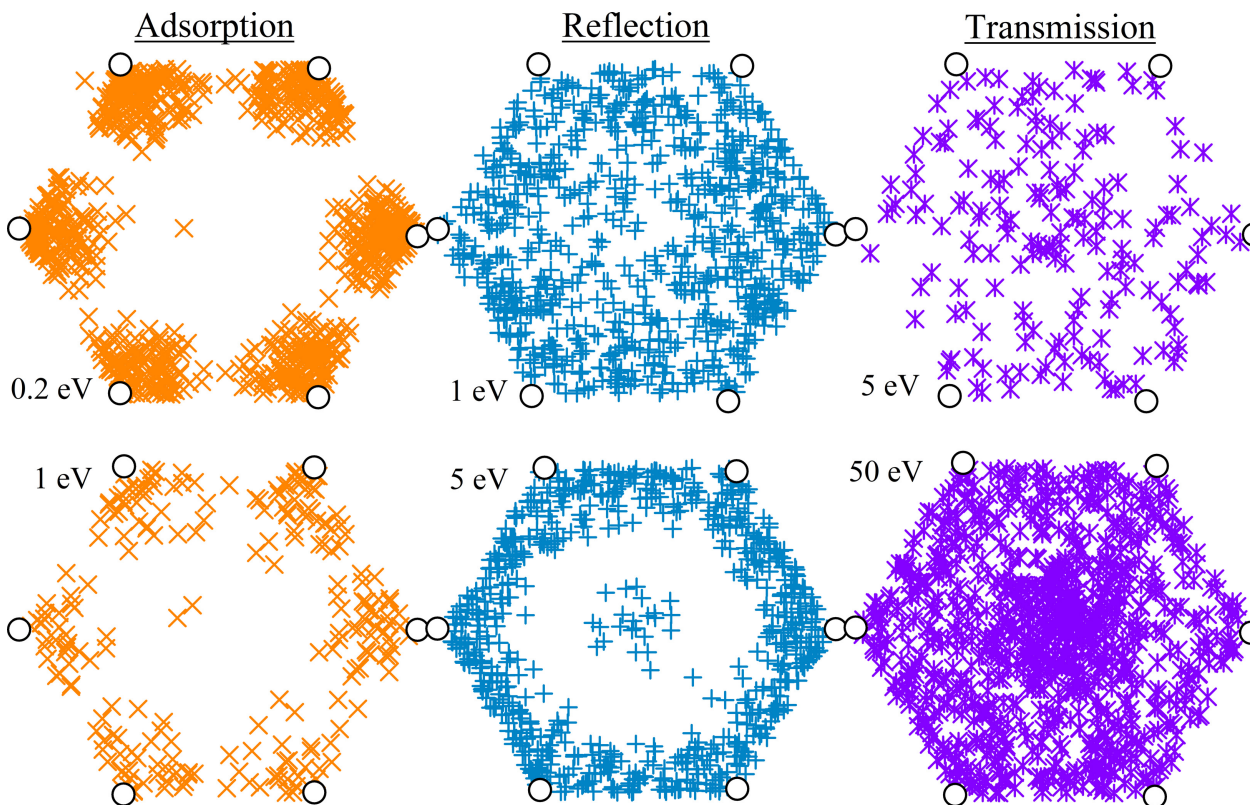 Adsorption
Reflection
Transmission
0.2 eV
1 eV
5 eV
1 eV
5 eV
50 eV